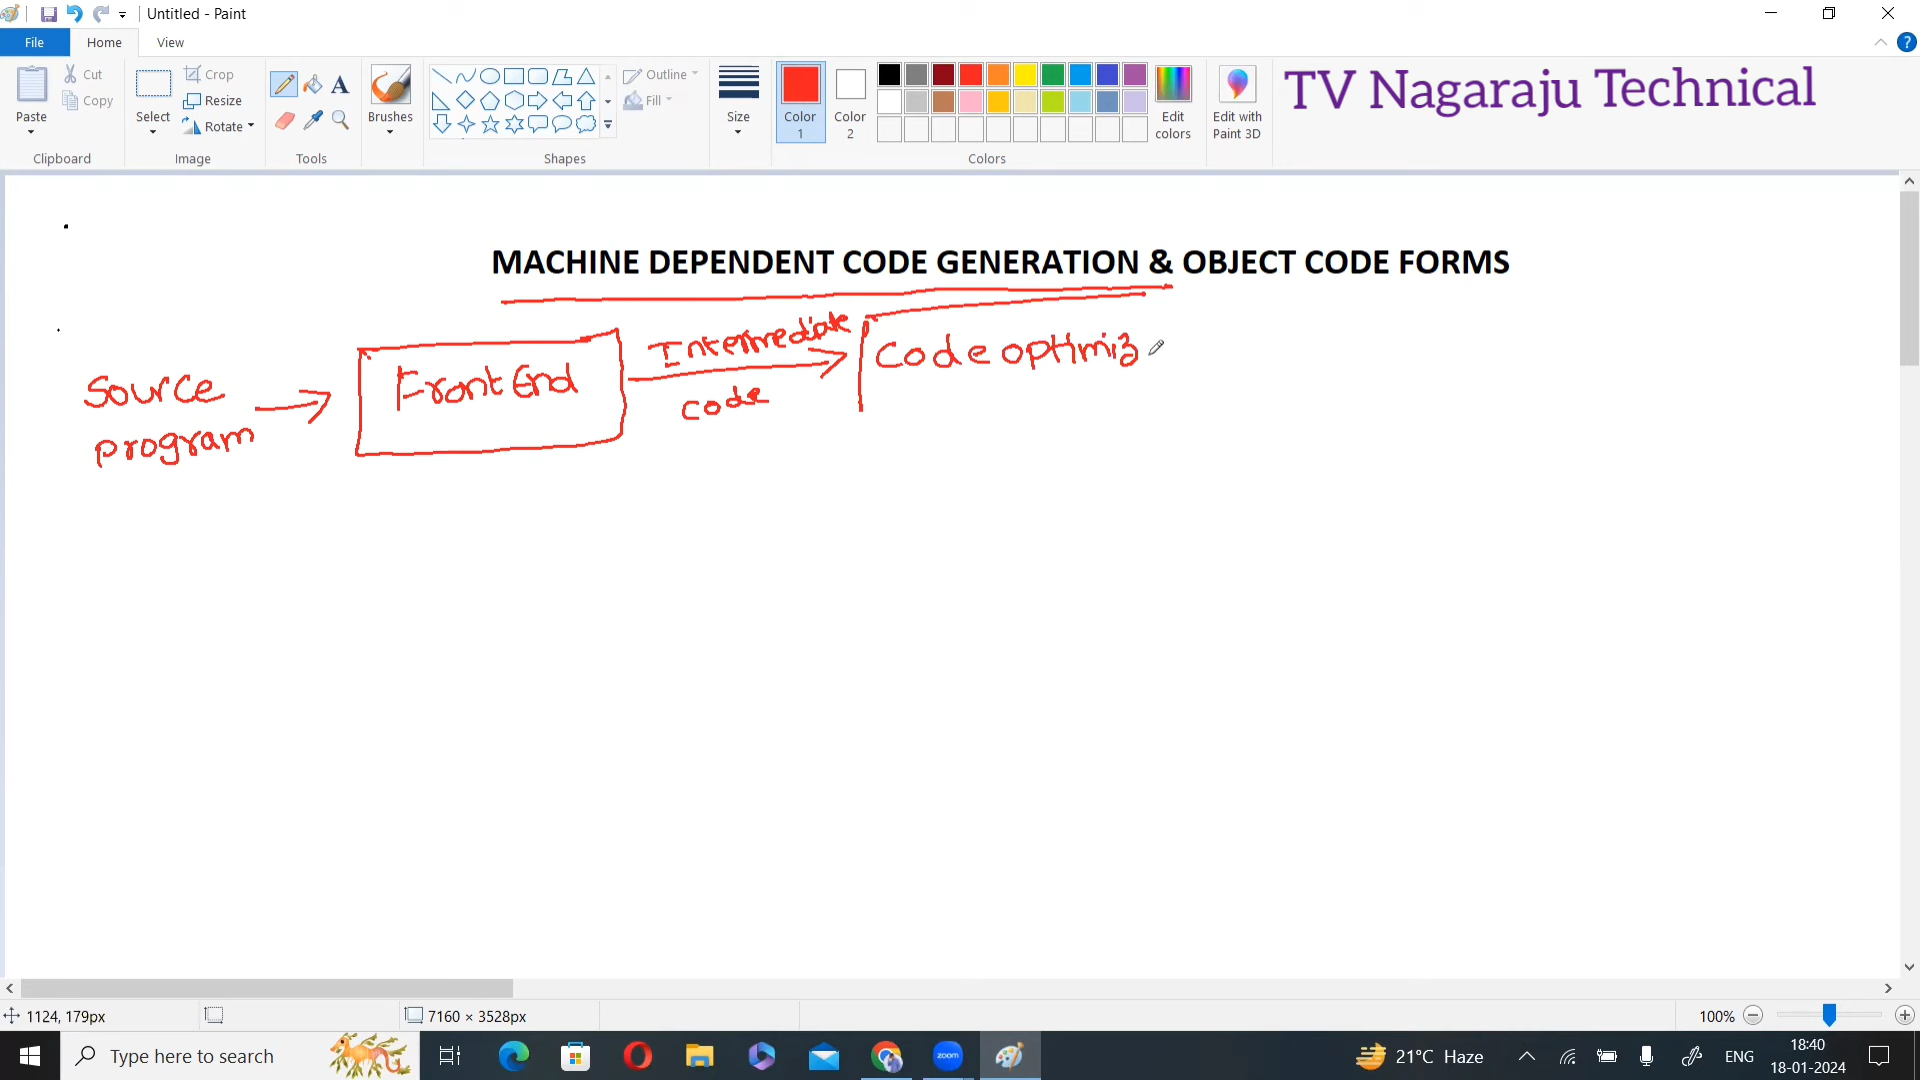 Untitled - Paint
File Home View
Cut
Copy
Paste
Clipboard
Select
Crop
Resize
Rotate
Image
A
Tools
Brushes
Outline
Fill
Shapes
Size
Color 1
Color 2
Edit colors
Colors
Edit with Paint 3D
TV Nagaraju Technical
MACHINE DEPENDENT CODE GENERATION & OBJECT CODE FORMS
Source
program
Front End
Intermediate
code
Code optimiz
1124, 179px
7160 × 3528px
100%
Type here to search
zoom
21°C Haze
ENG
18:40
18-01-2024